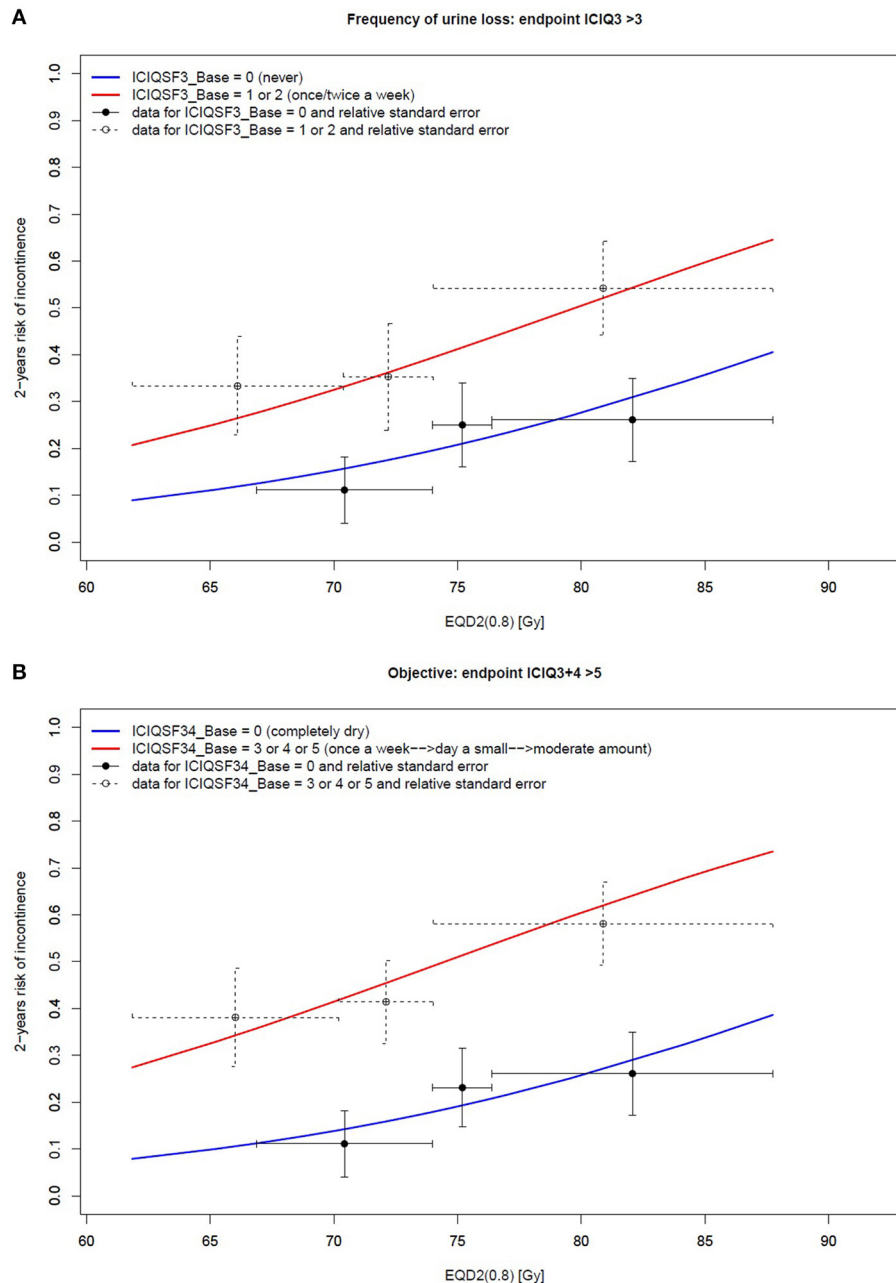 A
Frequency of urine loss: endpoint ICIQ3 >3
ICIQSF3_Base = 0 (never)
ICIQSF3_Base = 1 or 2 (once/twice a week)
data for ICIQSF3_Base = 0 and relative standard error
data for ICIQSF3_Base = 1 or 2 and relative standard error
2-years risk of incontinence
1.0
0.9
0.8
0.7
0.6
0.5
0.4
0.3
0.2
0.1
0.0
60 65 70 75 80 85 90
EQD2(0.8) [Gy]
B
Objective: endpoint ICIQ3+4 >5
ICIQSF34_Base = 0 (completely dry)
ICIQSF34_Base = 3 or 4 or 5 (once a week-->day a small-->moderate amount)
data for ICIQSF34_Base = 0 and relative standard error
data for ICIQSF34_Base = 3 or 4 or 5 and relative standard error
2-years risk of incontinence
1.0
0.9
0.8
0.7
0.6
0.5
0.4
0.3
0.2
0.1
0.0
60 65 70 75 80 85 90
EQD2(0.8) [Gy]